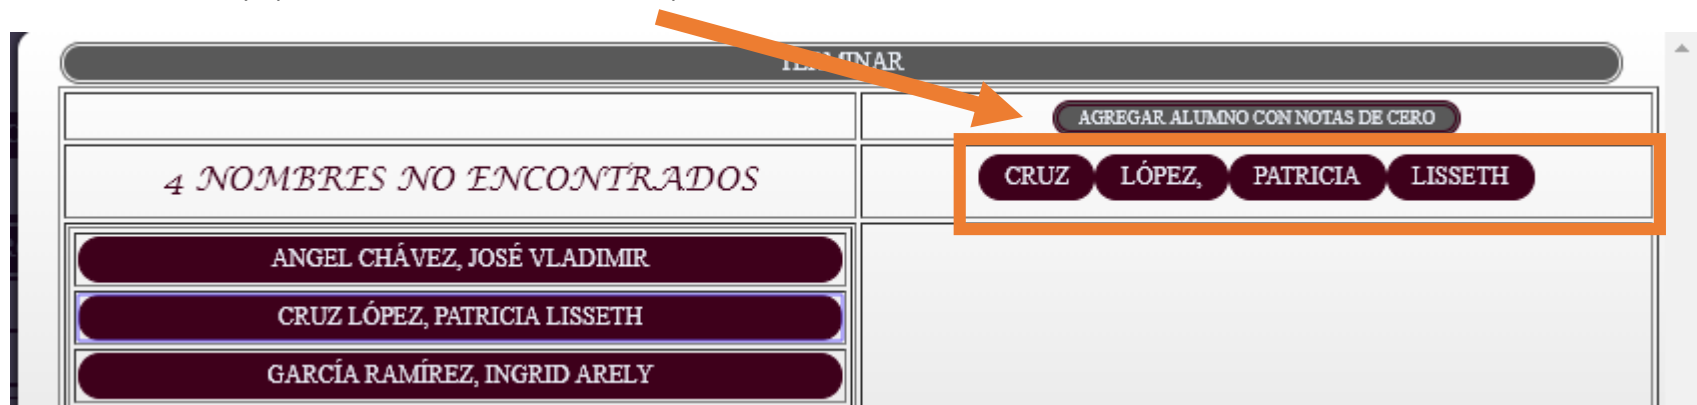 TERMINAR
AGREGAR ALUMNO CON NOTAS DE CERO
4 NOMBRES NO ENCONTRADOS
CRUZ LÓPEZ, PATRICIA LISSETH
ANGEL CHÁVEZ, JOSÉ VLADIMIR
CRUZ LÓPEZ, PATRICIA LISSETH
GARCÍA RAMÍREZ, INGRID ARELY